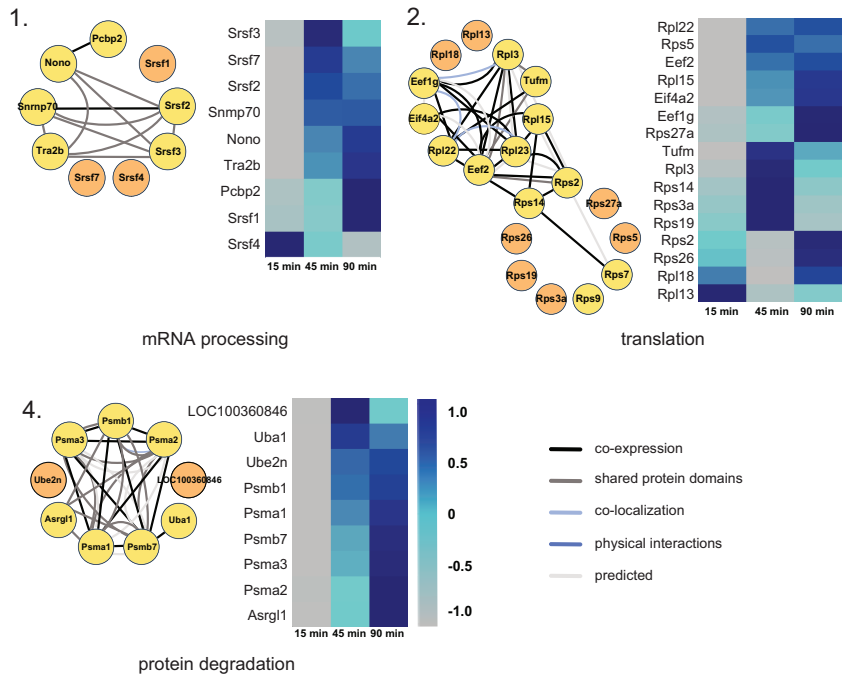 1.
Pcbp2
Nono
Srsf1
Snrnp70
Srsf2
Tra2b
Srsf3
Srsf7
Srsf4
Srsf3
Srsf7
Srsf2
Snmp70
Nono
Tra2b
Pcbp2
Srsf1
Srsf4
15 min 45 min 90 min
mRNA processing
2.
Rpl13
Rpl18
Rpl3
Eef1g
Tufm
Eif4a2
Rpl15
Rpl22
Rpl23
Eef2
Rps2
Rps14
Rps27a
Rps26
Rps5
Rps19
Rps7
Rps3a
Rps9
Rpl22
Rps5
Eef2
Rpl15
Eif4a2
Eef1g
Rps27a
Tufm
Rpl3
Rps14
Rps3a
Rps19
Rps2
Rps26
Rpl18
Rpl13
15 min 45 min 90 min
translation
4.
Psmb1
Psma3
Psma2
Ube2n
LOC100360846
Asrgl1
Uba1
Psma1
Psmb7
LOC100360846
Uba1
Ube2n
Psmb1
Psma1
Psmb7
Psma3
Psma2
Asrgl1
15 min 45 min 90 min
1.0
0.5
0
-0.5
-1.0
protein degradation
co-expression
shared protein domains
co-localization
physical interactions
predicted